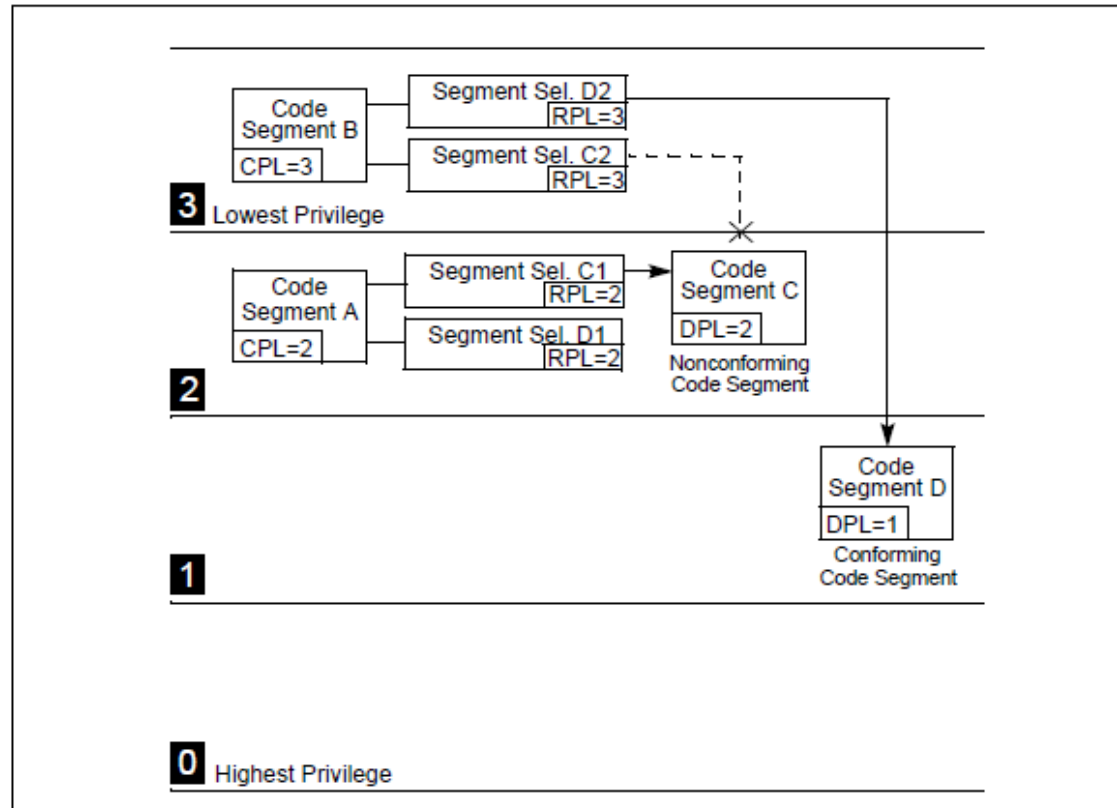 Code
Segment B
CPL=3
Segment Sel. D2
RPL=3
Segment Sel. C2
RPL=3
3 Lowest Privilege
Code
Segment A
CPL=2
Segment Sel. C1
RPL=2
Segment Sel. D1
RPL=2
Code
Segment C
DPL=2
Nonconforming
Code Segment
2
Code
Segment D
DPL=1
Conforming
Code Segment
1
0 Highest Privilege